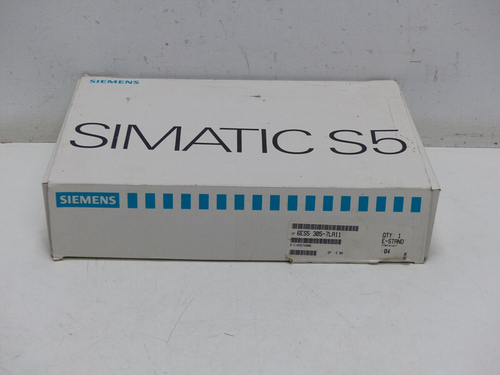 SIEMENS
SIMATIC S5
SIEMENS
6ES5 305-7LA11
QTY: 1
E-STAND
04